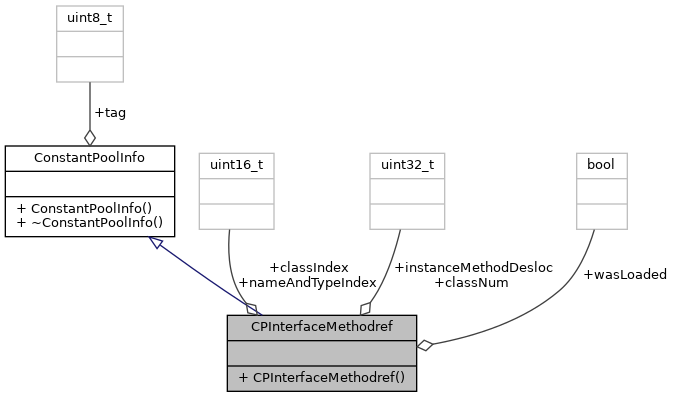 uint8_t
+tag
ConstantPoolInfo
+ ConstantPoolInfo()
+ ~ConstantPoolInfo()
uint16_t
uint32_t
bool
+classIndex
+nameAndTypeIndex
+instanceMethodDesloc
+classNum
+wasLoaded
CPInterfaceMethodref
+ CPInterfaceMethodref()